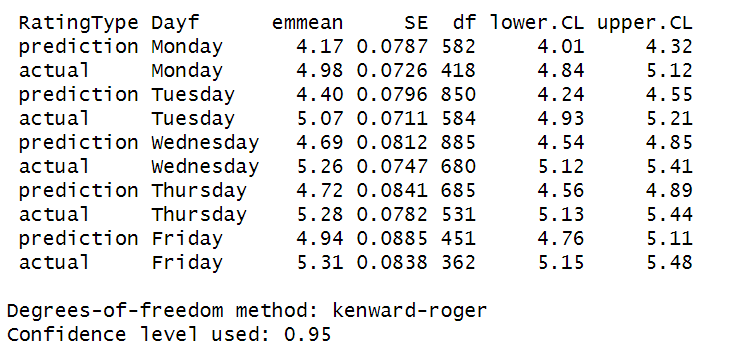 RatingType Dayf emmean SE df lower.CL upper.CL
prediction Monday 4.17 0.0787 582 4.01 4.32
actual Monday 4.98 0.0726 418 4.84 5.12
prediction Tuesday 4.40 0.0796 850 4.24 4.55
actual Tuesday 5.07 0.0711 584 4.93 5.21
prediction Wednesday 4.69 0.0812 885 4.54 4.85
actual Wednesday 5.26 0.0747 680 5.12 5.41
prediction Thursday 4.72 0.0841 685 4.56 4.89
actual Thursday 5.28 0.0782 531 5.13 5.44
prediction Friday 4.94 0.0885 451 4.76 5.11
actual Friday 5.31 0.0838 362 5.15 5.48
Degrees-of-freedom method: kenward-roger
Confidence level used: 0.95